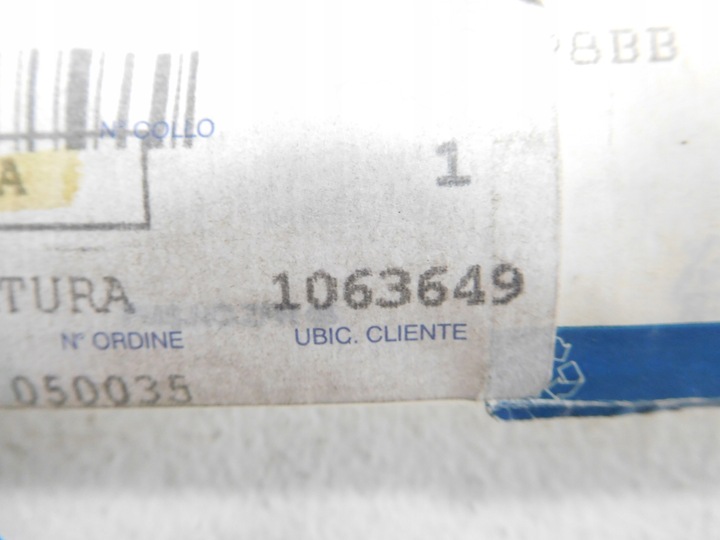 8BB
N° COLLO
A
1
TURA 1063649
N° ORDINE UBIC. CLIENTE
050035